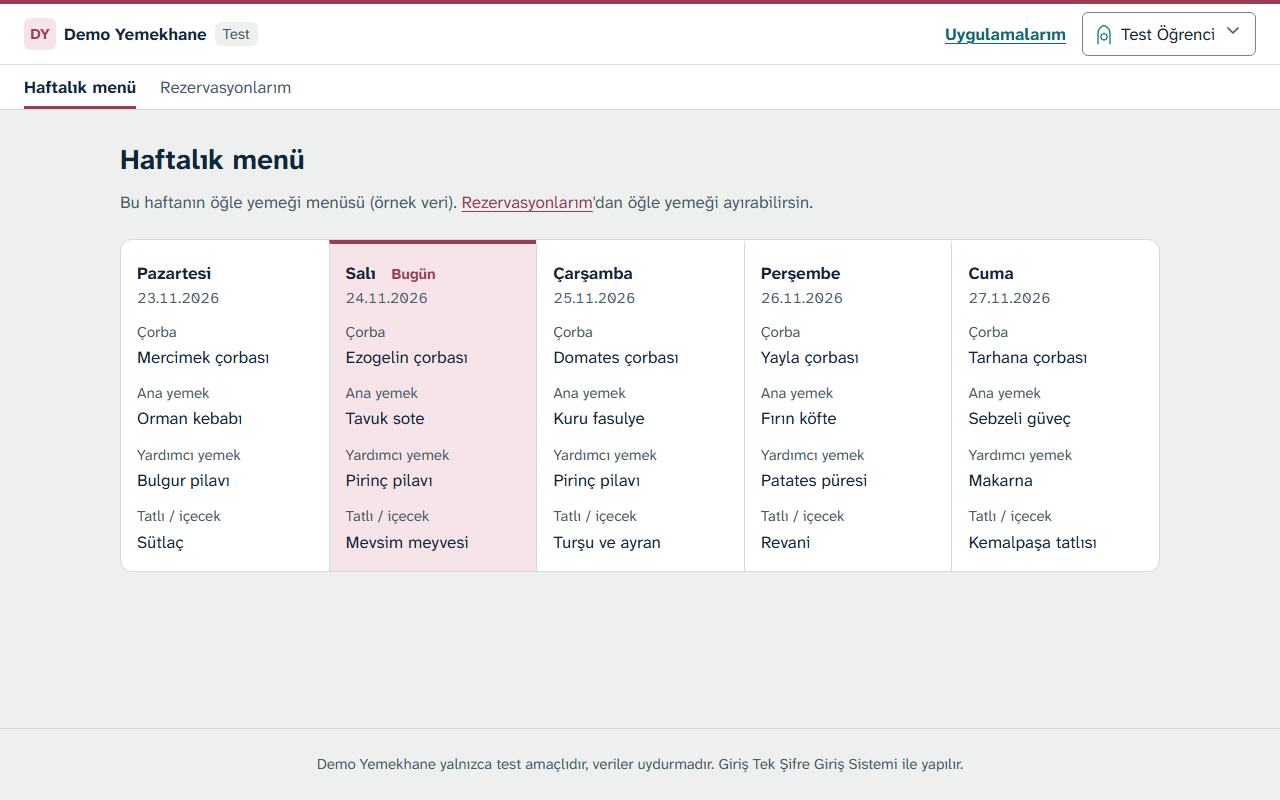 DY Demo Yemekhane Test
Uygulamalarım Test Öğrenci
Haftalık menü Rezervasyonlarım
Haftalık menü
Bu haftanın öğle yemeği menüsü (örnek veri). Rezervasyonlarım'dan öğle yemeği ayırabilirsin.
Pazartesi
23.11.2026
Çorba
Mercimek çorbası
Ana yemek
Orman kebabı
Yardımcı yemek
Bulgur pilavı
Tatlı / içecek
Sütlaç
Salı Bugün
24.11.2026
Çorba
Ezogelin çorbası
Ana yemek
Tavuk sote
Yardımcı yemek
Pirinç pilavı
Tatlı / içecek
Mevsim meyvesi
Çarşamba
25.11.2026
Çorba
Domates çorbası
Ana yemek
Kuru fasulye
Yardımcı yemek
Pirinç pilavı
Tatlı / içecek
Turşu ve ayran
Perşembe
26.11.2026
Çorba
Yayla çorbası
Ana yemek
Fırın köfte
Yardımcı yemek
Patates püresi
Tatlı / içecek
Revani
Cuma
27.11.2026
Çorba
Tarhana çorbası
Ana yemek
Sebzeli güveç
Yardımcı yemek
Makarna
Tatlı / içecek
Kemalpaşa tatlısı
Demo Yemekhane yalnızca test amaçlıdır, veriler uydurmadır. Giriş Tek Şifre Giriş Sistemi ile yapılır.